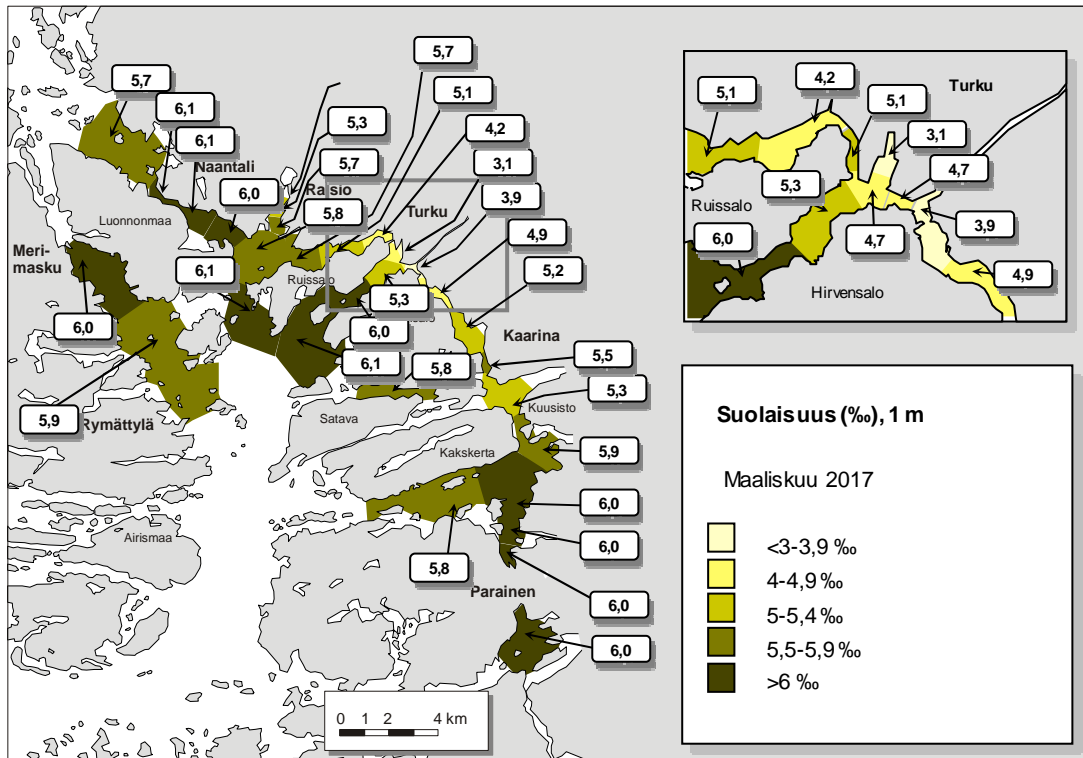 5,7
5,7
6,1
5,1
6,1
5,3
4,2
Naantali
5,7
3,1
6,0
Raisio
3,9
5,8
Turku
Luonnonmaa
4,9
Meri-
masku
6,1
Ruissalo
5,2
5,3
6,0
6,0
Kaarina
6,1
5,5
5,8
5,3
5,9
Rymättylä
Satava
Kuusisto
Kakskerta
5,9
6,0
Airismaa
6,0
5,8
Parainen
6,0
6,0
0 1 2 4 km
4,2
Turku
5,1
5,1
3,1
4,7
5,3
Ruissalo
3,9
6,0
4,7
4,9
Hirvensalo
Suolaisuus (‰), 1 m
Maaliskuu 2017
<3-3,9 ‰
4-4,9 ‰
5-5,4 ‰
5,5-5,9 ‰
>6 ‰